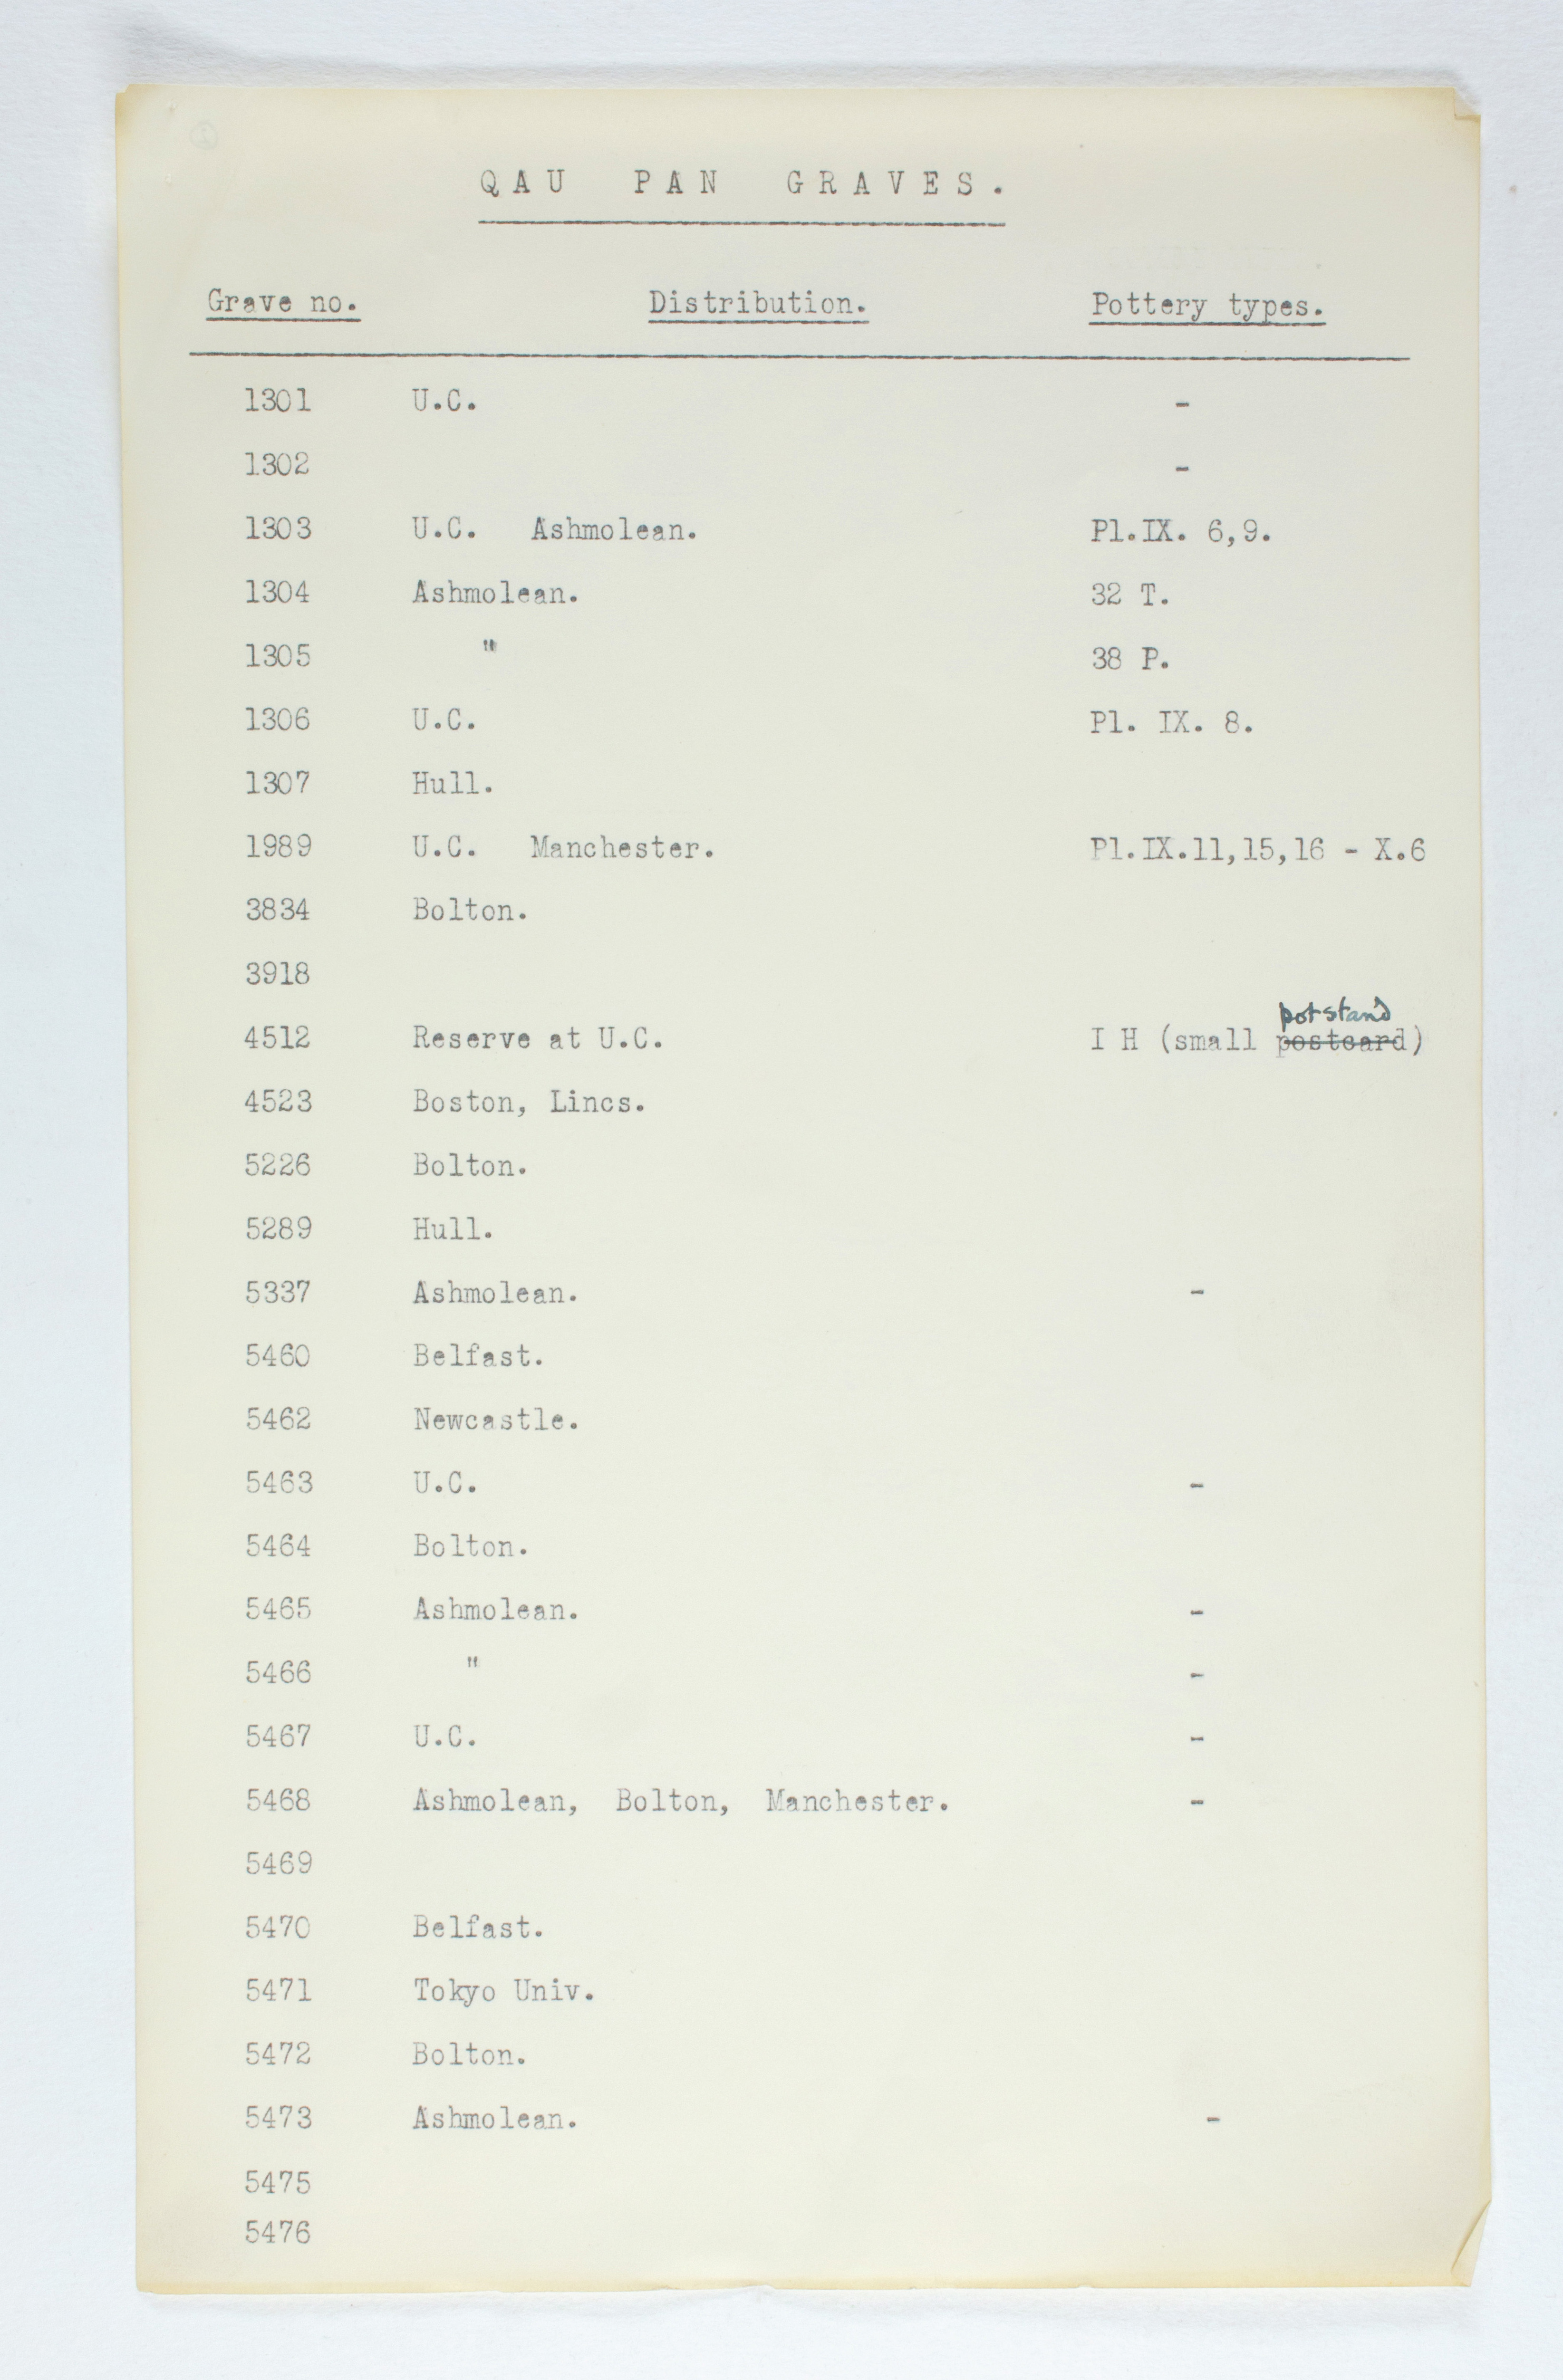 QAU PAN GRAVES.
Grave no. Distribution. Pottery types.
1301 U.C. -
1302 -
1303 U.C. Ashmolean. Pl.IX. 6,9.
1304 Ashmolean. 32 T.
1305 " 38 P.
1306 U.C. Pl. IX. 8.
1307 Hull.
1989 U.C. Manchester. Pl.IX.11,15,16 - X.6
3834 Bolton.
3918
potstand
4512 Reserve at U.C. I H (small postcard)
4523 Boston, Lincs.
5226 Bolton.
5289 Hull.
5337 Ashmolean. -
5460 Belfast.
5462 Newcastle.
5463 U.C. -
5464 Bolton.
5465 Ashmolean. -
5466 " -
5467 U.C. -
5468 Ashmolean, Bolton, Manchester. -
5469
5470 Belfast.
5471 Tokyo Univ.
5472 Bolton.
5473 Ashmolean. -
5475
5476